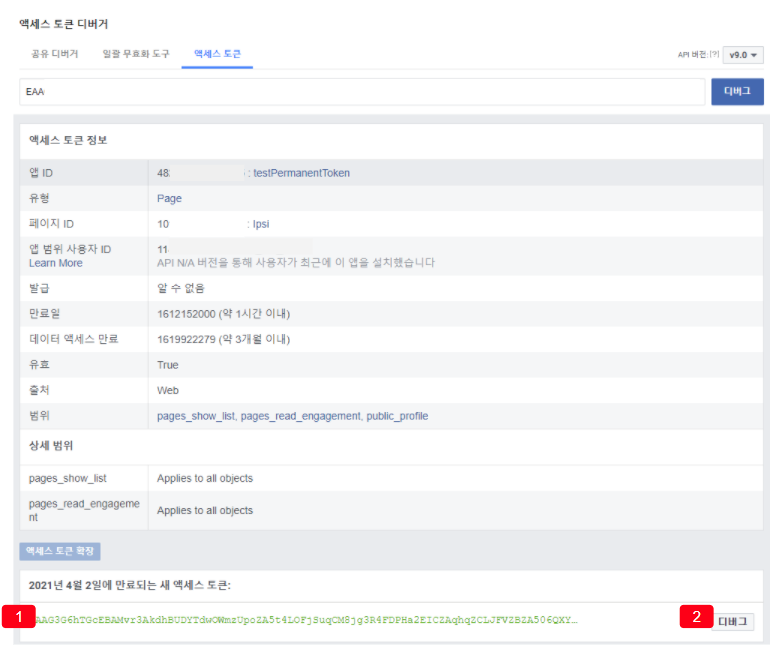 액세스 토큰 디버거
공유 디버거 일괄 무효화 도구 액세스 토큰 API 버전:[?] v9.0
EAA 디버그
액세스 토큰 정보
앱 ID 48 : testPermanentToken
유형 Page
페이지 ID 10 : Ipsi
앱 범위 사용자 ID 11
Learn More API N/A 버전을 통해 사용자가 최근에 이 앱을 설치했습니다
발급 알 수 없음
만료일 1612152000 (약 1시간 이내)
데이터 액세스 만료 1619922279 (약 3개월 이내)
유효 True
출처 Web
범위 pages_show_list, pages_read_engagement, public_profile
상세 범위
pages_show_list Applies to all objects
pages_read_engageme
nt Applies to all objects
액세스 토큰 확장
2021년 4월 2일에 만료되는 새 액세스 토큰:
1 2 디버그